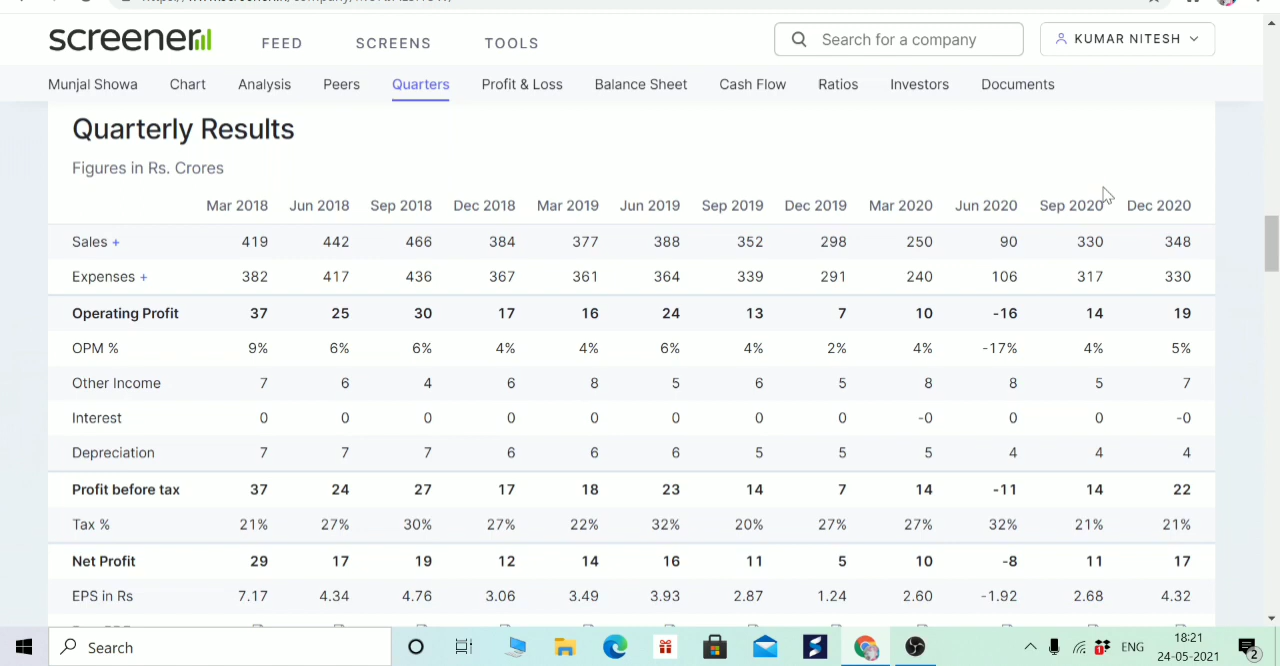 screener
FEED SCREENS TOOLS
Search for a company
KUMAR NITESH
Munjal Showa Chart Analysis Peers Quarters Profit & Loss Balance Sheet Cash Flow Ratios Investors Documents
Quarterly Results
Figures in Rs. Crores
Mar 2018 Jun 2018 Sep 2018 Dec 2018 Mar 2019 Jun 2019 Sep 2019 Dec 2019 Mar 2020 Jun 2020 Sep 2020 Dec 2020
Sales + 419 442 466 384 377 388 352 298 250 90 330 348
Expenses + 382 417 436 367 361 364 339 291 240 106 317 330
Operating Profit 37 25 30 17 16 24 13 7 10 -16 14 19
OPM % 9% 6% 6% 4% 4% 6% 4% 2% 4% -17% 4% 5%
Other Income 7 6 4 6 8 5 6 5 8 8 5 7
Interest 0 0 0 0 0 0 0 0 -0 0 0 -0
Depreciation 7 7 7 6 6 6 5 5 5 4 4 4
Profit before tax 37 24 27 17 18 23 14 7 14 -11 14 22
Tax % 21% 27% 30% 27% 22% 32% 20% 27% 27% 32% 21% 21%
Net Profit 29 17 19 12 14 16 11 5 10 -8 11 17
EPS in Rs 7.17 4.34 4.76 3.06 3.49 3.93 2.87 1.24 2.60 -1.92 2.68 4.32
Search
ENG
18:21
24-05-2021
2